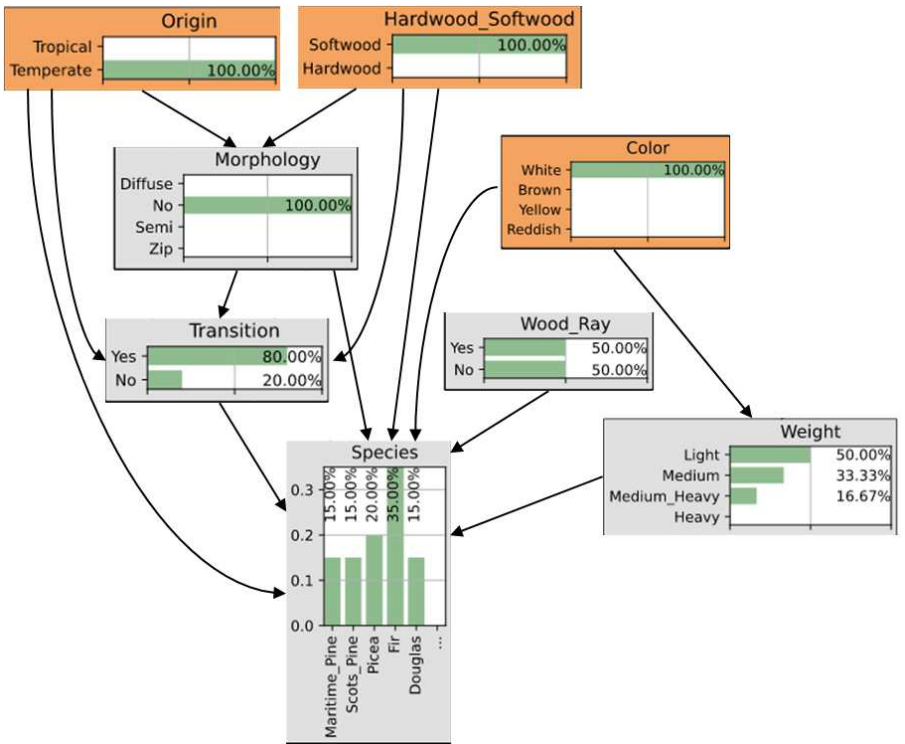 Origin
Tropical
Temperate 100.00%
Hardwood_Softwood
Softwood 100.00%
Hardwood
Morphology
Diffuse
No 100.00%
Semi
Zip
Color
White 100.00%
Brown
Yellow
Reddish
Transition
Yes 80.00%
No 20.00%
Wood_Ray
Yes 50.00%
No 50.00%
Weight
Light 50.00%
Medium 33.33%
Medium_Heavy 16.67%
Heavy
Species
0.3
0.2
0.1
0.0
15.00%
15.00%
20.00%
35.00%
15.00%
Maritime_Pine
Scots_Pine
Picea
Fir
Douglas
...